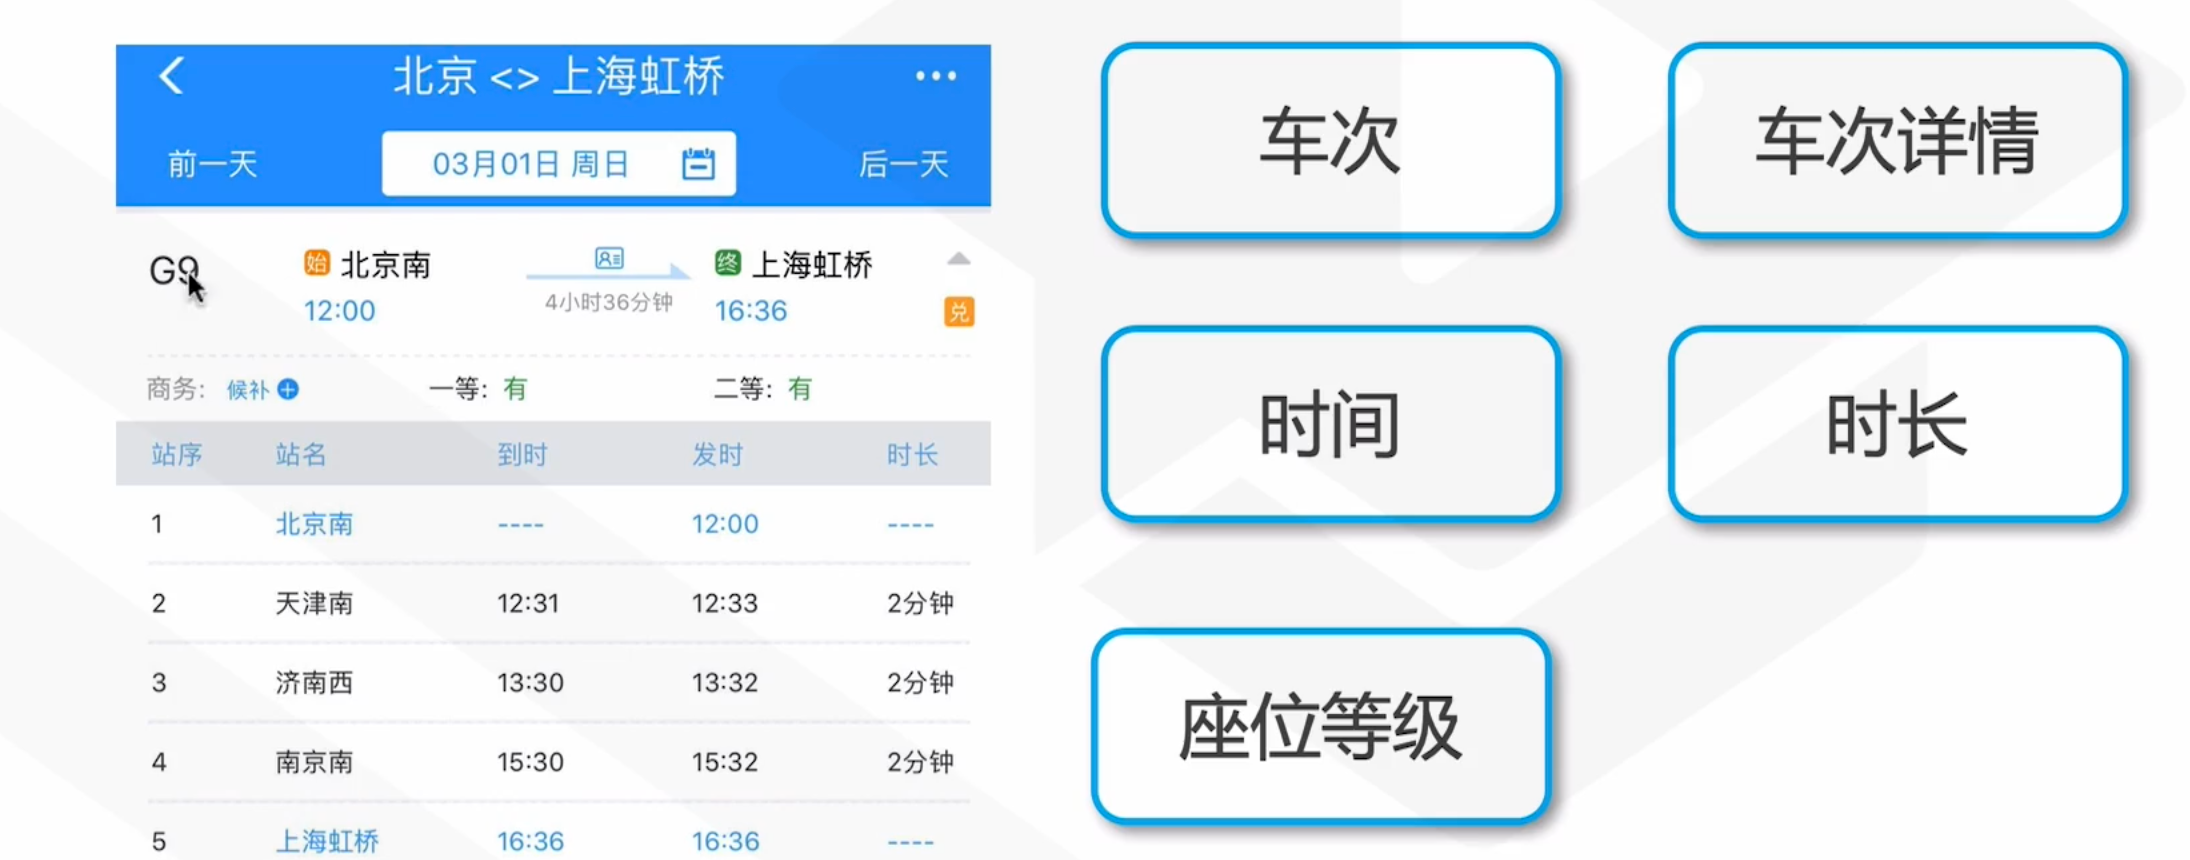 北京 <> 上海虹桥
前一天 03月01日 周日 后一天
G9 始 北京南 终 上海虹桥
12:00 4小时36分钟 16:36 兑
商务: 候补 一等: 有 二等: 有
站序 站名 到时 发时 时长
1 北京南 ---- 12:00 ----
2 天津南 12:31 12:33 2分钟
3 济南西 13:30 13:32 2分钟
4 南京南 15:30 15:32 2分钟
5 上海虹桥 16:36 16:36 ----
车次 车次详情
时间 时长
座位等级